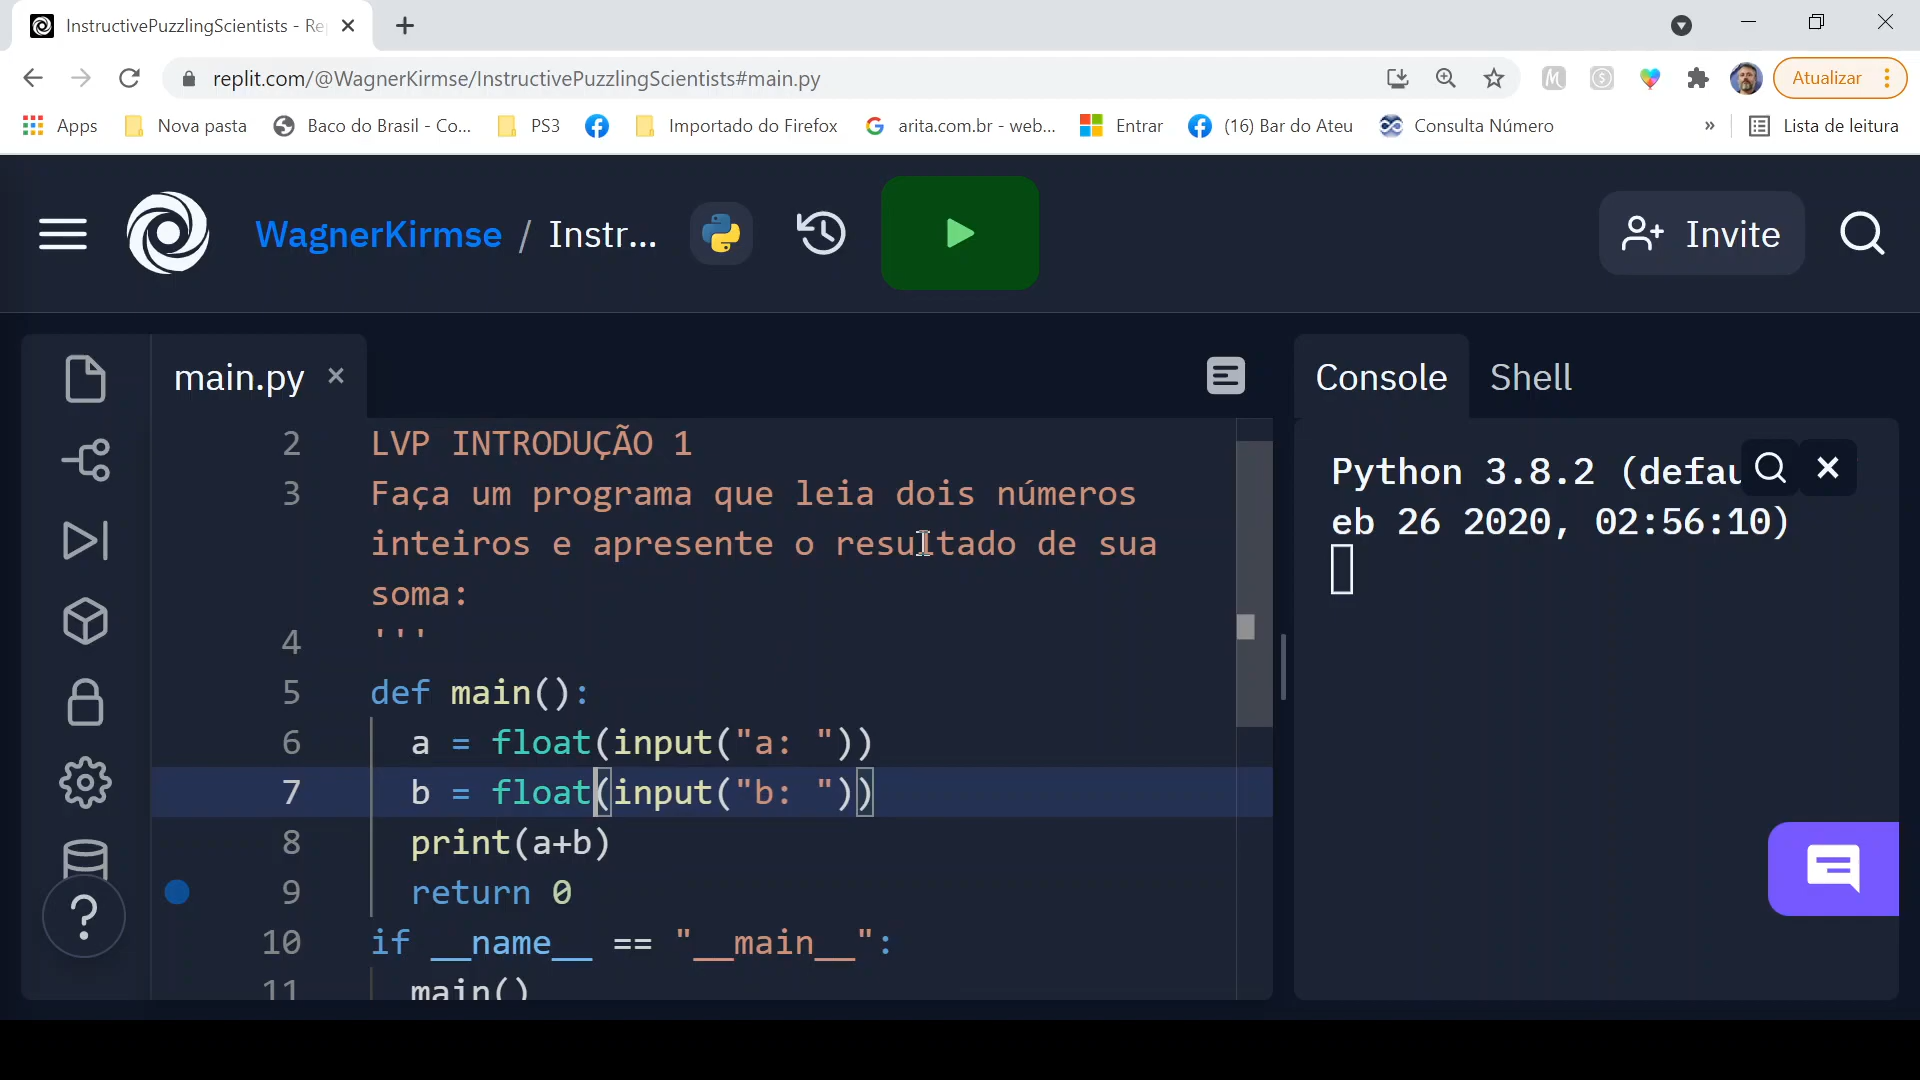 InstructivePuzzlingScientists - Re
replit.com/@WagnerKirmse/InstructivePuzzlingScientists#main.py
Atualizar
Apps
Nova pasta
Baco do Brasil - Co...
PS3
Importado do Firefox
arita.com.br - web...
Entrar
(16) Bar do Ateu
Consulta Número
»
Lista de leitura
WagnerKirmse / Instr...
Invite
main.py
Console
Shell
2 LVP INTRODUÇÃO 1
3 Faça um programa que leia dois números
inteiros e apresente o resultado de sua
soma:
4 '''
5 def main():
6 a = float(input("a: "))
7 b = float(input("b: "))
8 print(a+b)
9 return 0
10 if __name__ == "__main__":
11 main()
Python 3.8.2 (defau
eb 26 2020, 02:56:10)